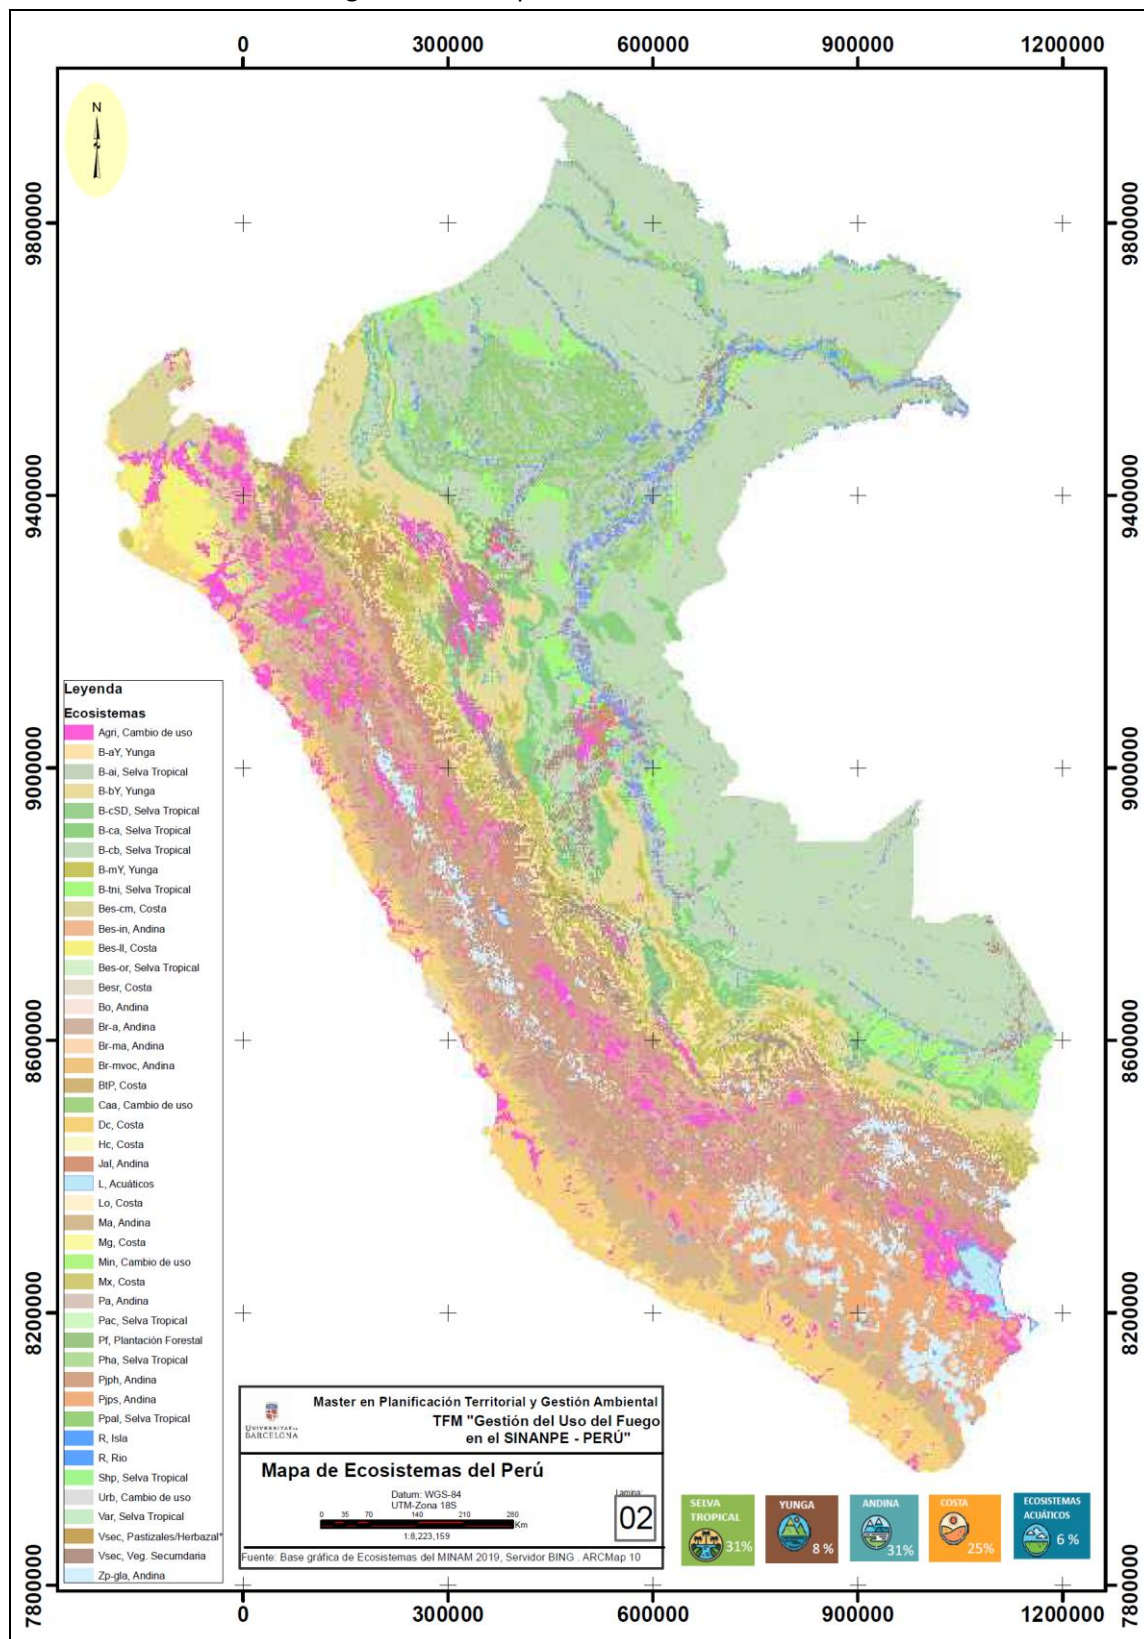 0 300000 600000 900000 1200000
N
9800000 9800000
9400000 9400000
9000000 9000000
8600000 8600000
8200000 8200000
7800000 7800000
Leyenda
Ecosistemas
Agri, Cambio de uso
B-aY, Yunga
B-ai, Selva Tropical
B-bY, Yunga
B-cSD, Selva Tropical
B-ca, Selva Tropical
B-cb, Selva Tropical
B-mY, Yunga
B-tni, Selva Tropical
Bes-cm, Costa
Bes-in, Andina
Bes-ll, Costa
Bes-or, Selva Tropical
Besr, Costa
Bo, Andina
Br-a, Andina
Br-ma, Andina
Br-mvoc, Andina
BtP, Costa
Caa, Cambio de uso
Dc, Costa
Hc, Costa
Jal, Andina
L, Acuáticos
Lo, Costa
Ma, Andina
Mg, Costa
Min, Cambio de uso
Mx, Costa
Pa, Andina
Pac, Selva Tropical
Pf, Plantación Forestal
Pha, Selva Tropical
Pjph, Andina
Pjps, Andina
Ppal, Selva Tropical
R, Isla
R, Rio
Shp, Selva Tropical
Urb, Cambio de uso
Var, Selva Tropical
Vsec, Pastizales/Herbazal*
Vsec, Veg. Secumdaria
Zp-gla, Andina
UNIVERSITAT DE
BARCELONA
Master en Planificación Territorial y Gestión Ambiental
TFM "Gestión del Uso del Fuego
en el SINANPE - PERÚ"
Mapa de Ecosistemas del Perú
Datum: WGS-84
UTM-Zona 18S
0 35 70 140 210 280
Km
1:8,223,159
Lamina:
02
Fuente: Base gráfica de Ecosistemas del MINAM 2019, Servidor BING . ARCMap 10
SELVA
TROPICAL
31%
YUNGA
8 %
ANDINA
31%
COSTA
25%
ECOSISTEMAS
ACUÁTICOS
6 %
0 300000 600000 900000 1200000